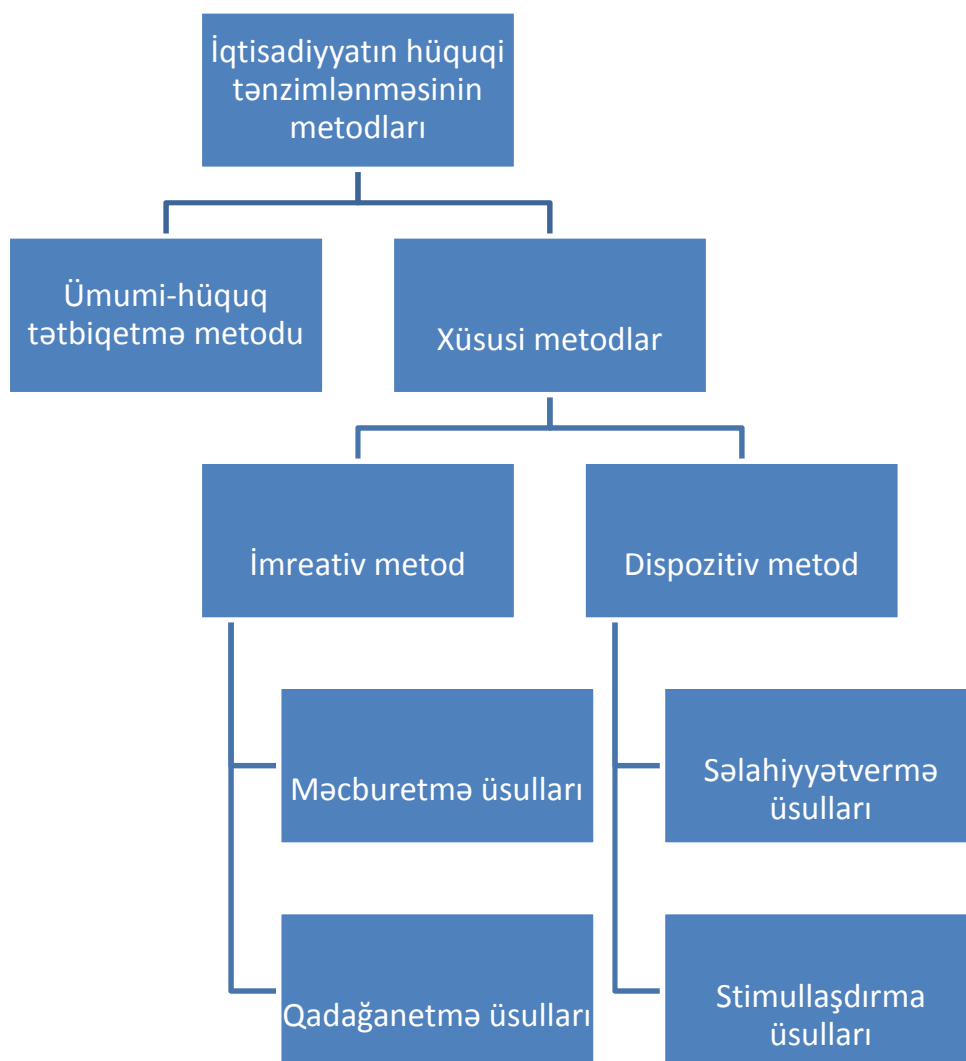 İqtisadiyyatın hüquqi
tənzimlənməsinin
metodları
Ümumi-hüquq
tətbiqetmə metodu
Xüsusi metodlar
İmreativ metod
Dispozitiv metod
Məcburetmə üsulları
Səlahiyyətvermə
üsulları
Qadağanetmə üsulları
Stimullaşdırma
üsulları